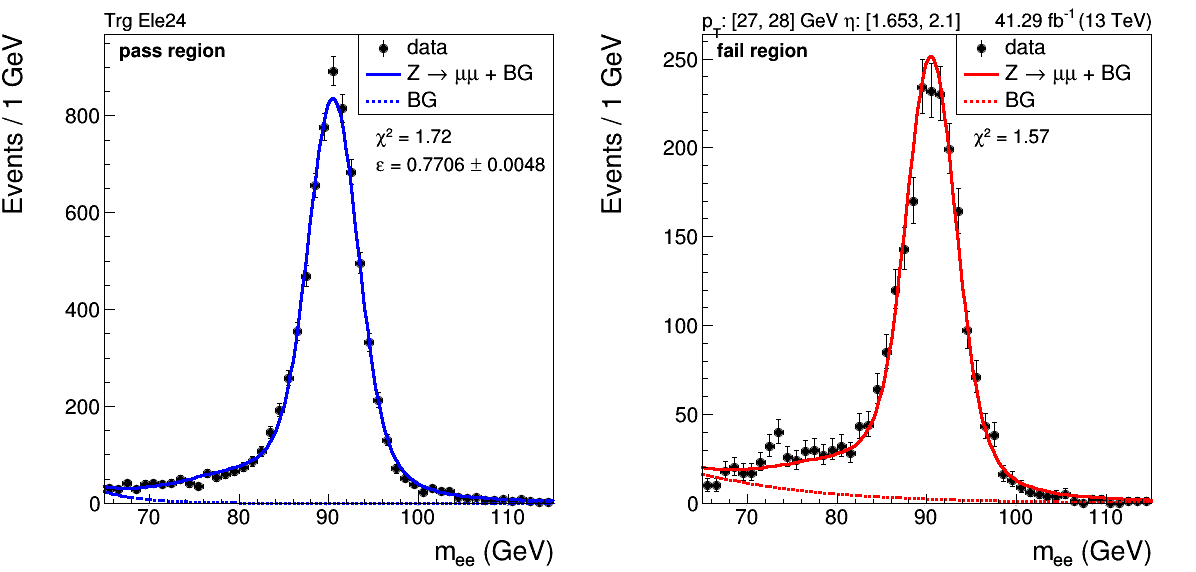 Trg Ele24
pass region
data
Z → μμ + BG
BG
χ² = 1.72
ε = 0.7706 ± 0.0048
Events / 1 GeV
800
600
400
200
0
70 80 90 100 110
m_ee (GeV)
p_T: [27, 28] GeV η: [1.653, 2.1] 41.29 fb⁻¹ (13 TeV)
fail region
data
Z → μμ + BG
BG
χ² = 1.57
Events / 1 GeV
250
200
150
100
50
0
70 80 90 100 110
m_ee (GeV)